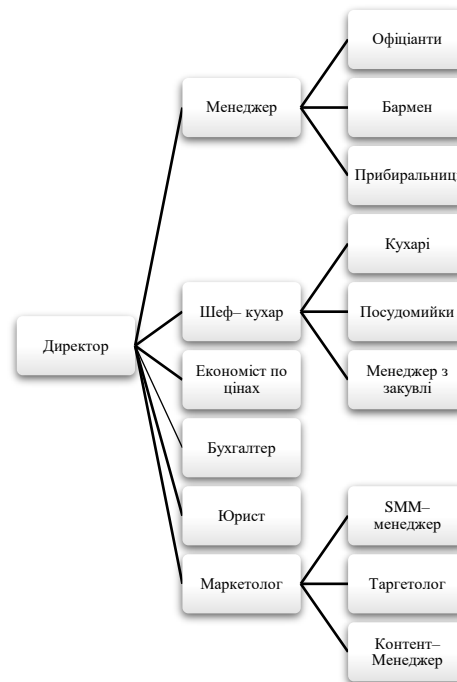 Офіціанти
Менеджер
Бармен
Прибиральниці
Кухарі
Шеф– кухар
Посудомийки
Директор
Економіст по
цінах
Менеджер з
закувлі
Бухгалтер
Юрист
SMM–
менеджер
Маркетолог
Таргетолог
Контент–
Менеджер